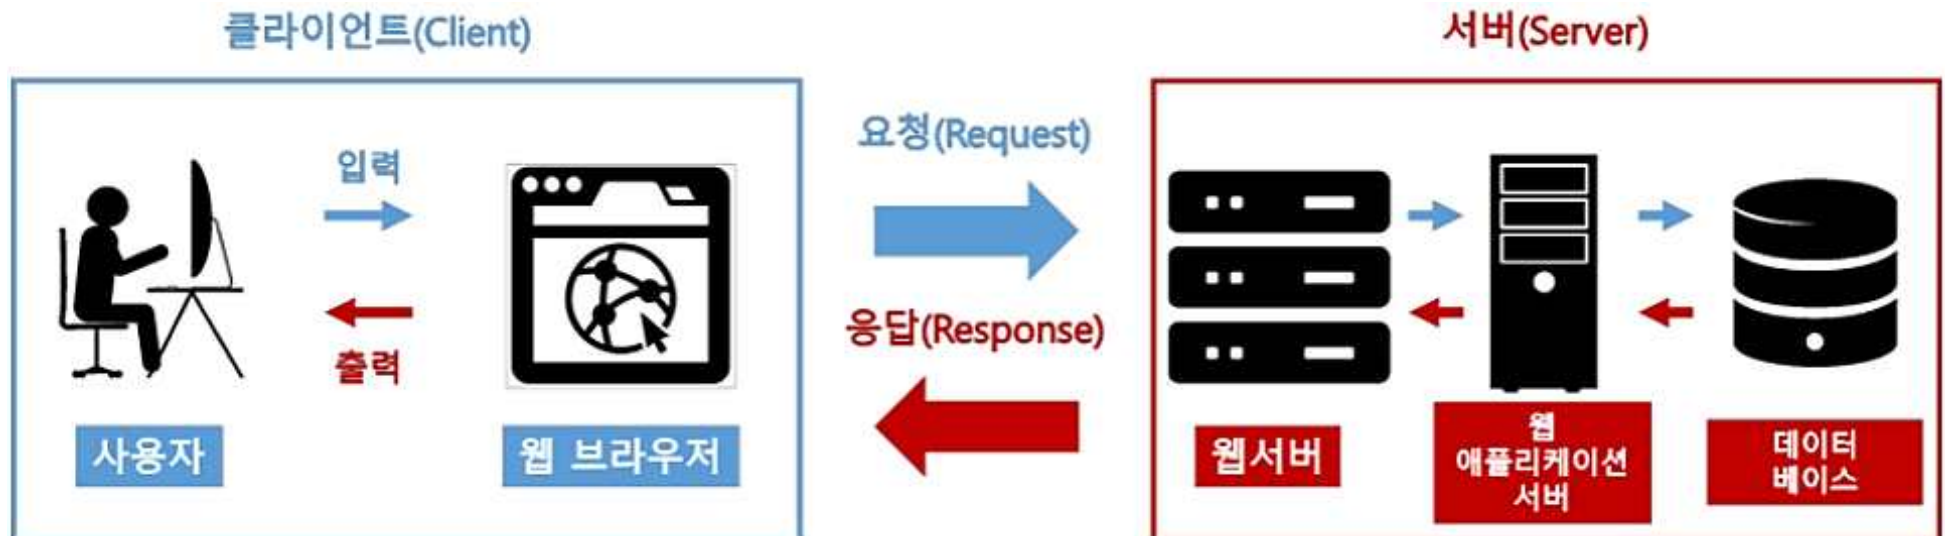 클라이언트(Client)
서버(Server)
요청(Request)
입력
응답(Response)
출력
사용자
웹 브라우저
웹서버
웹
애플리케이션
서버
데이터
베이스